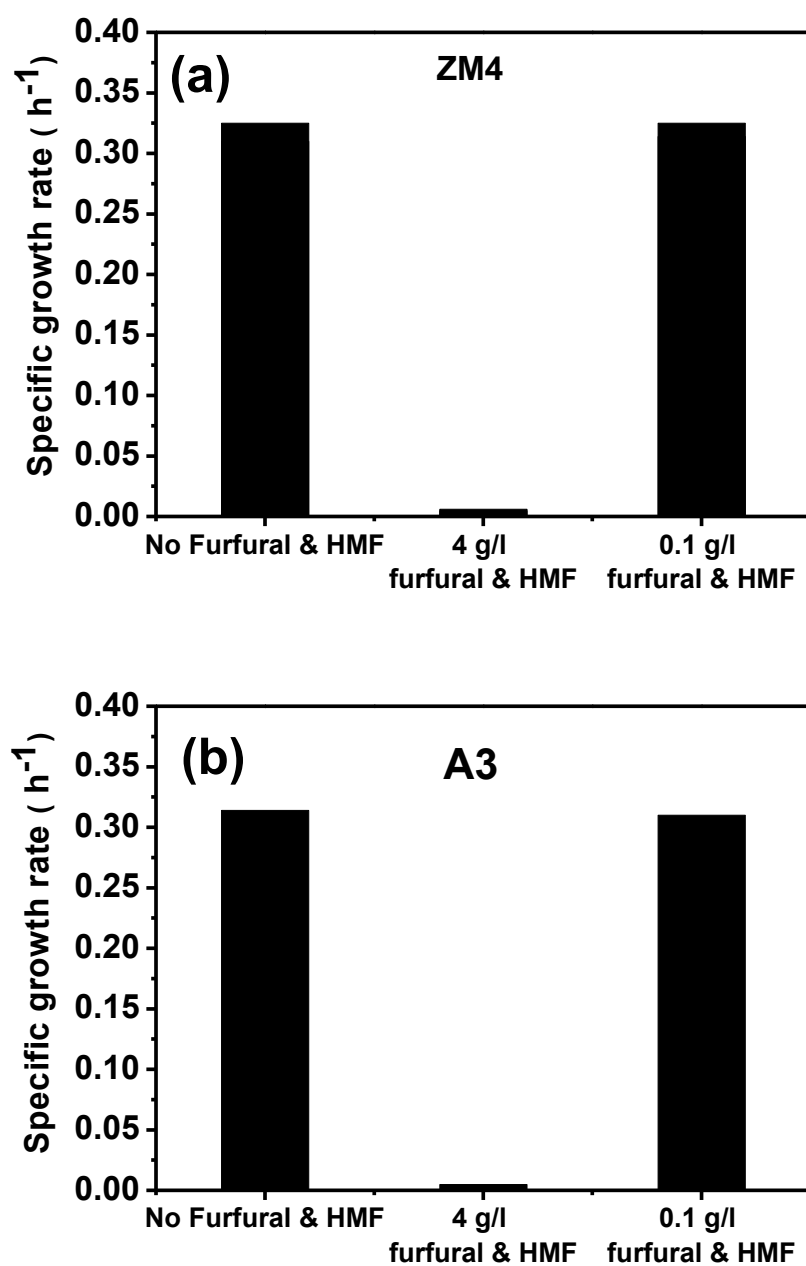 (a)
ZM4
Specific growth rate ( h-1)
0.40
0.35
0.30
0.25
0.20
0.15
0.10
0.05
0.00
No Furfural & HMF
4 g/l
furfural & HMF
0.1 g/l
furfural & HMF
(b)
A3
Specific growth rate ( h-1)
0.40
0.35
0.30
0.25
0.20
0.15
0.10
0.05
0.00
No Furfural & HMF
4 g/l
furfural & HMF
0.1 g/l
furfural & HMF